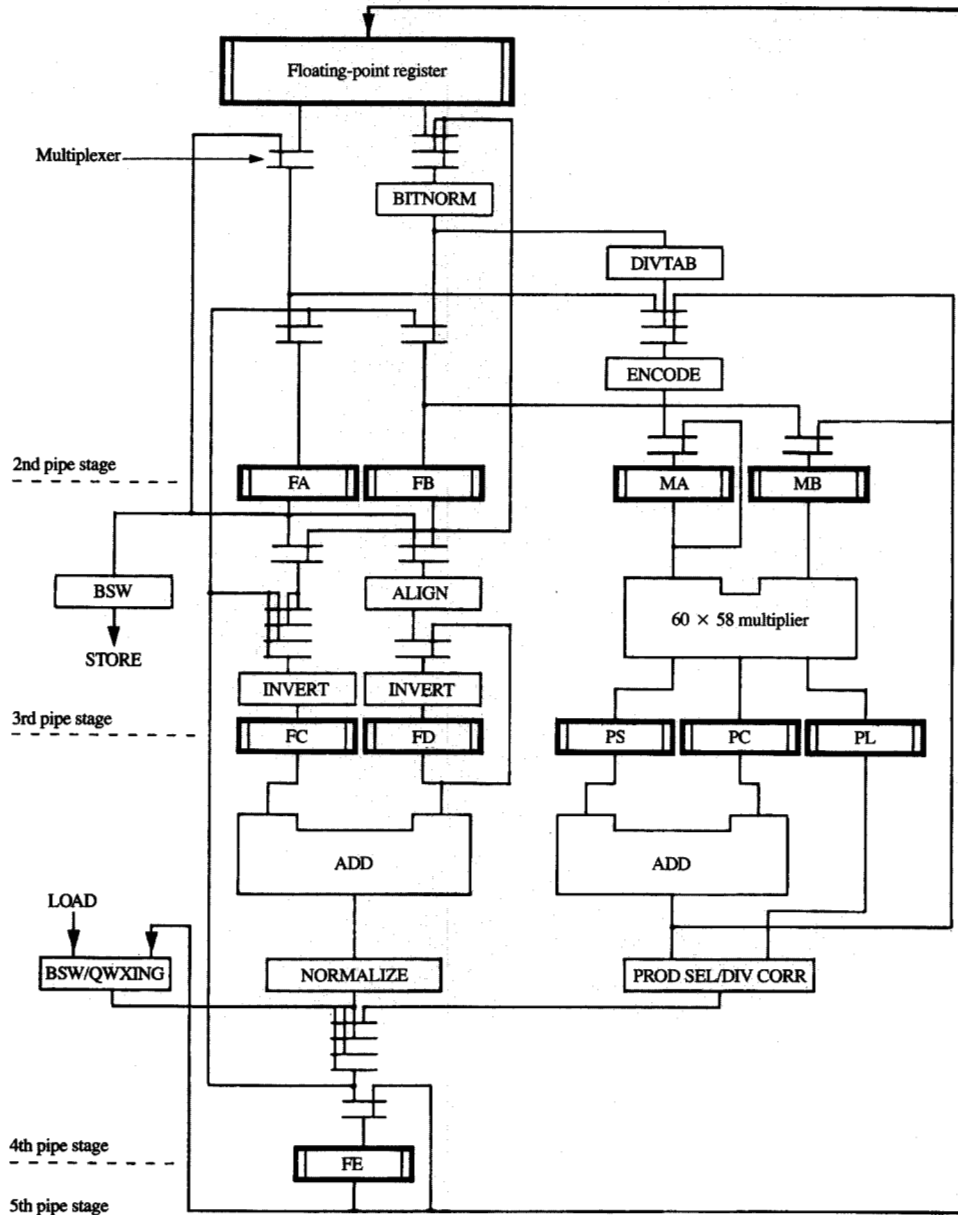 Floating-point register
Multiplexer
BITNORM
DIVTAB
ENCODE
2nd pipe stage
FA
FB
MA
MB
BSW
ALIGN
60 × 58 multiplier
STORE
INVERT
INVERT
3rd pipe stage
FC
FD
PS
PC
PL
ADD
ADD
LOAD
BSW/QWXING
NORMALIZE
PROD SEL/DIV CORR
4th pipe stage
FE
5th pipe stage